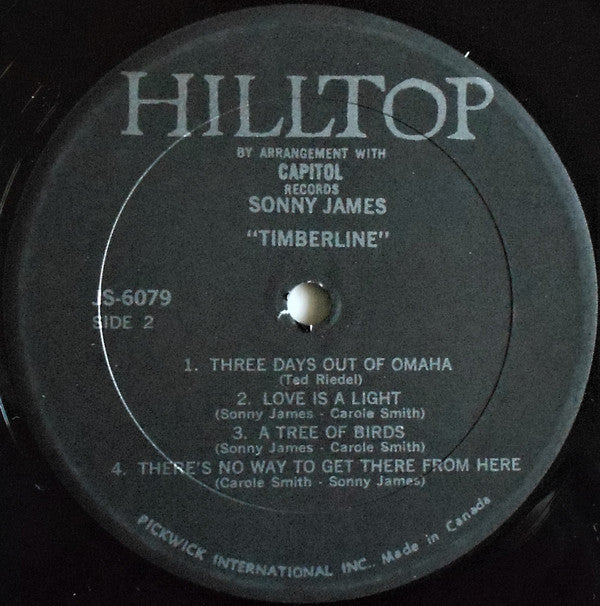 HILLTOP
BY ARRANGEMENT WITH
CAPITOL
RECORDS
SONNY JAMES
"TIMBERLINE"
JS-6079
SIDE 2
1. THREE DAYS OUT OF OMAHA
(Ted Riedel)
2. LOVE IS A LIGHT
(Sonny James - Carole Smith)
3. A TREE OF BIRDS
(Sonny James - Carole Smith)
4. THERE'S NO WAY TO GET THERE FROM HERE
(Carole Smith - Sonny James)
PICKWICK INTERNATIONAL INC.. Made in Canada